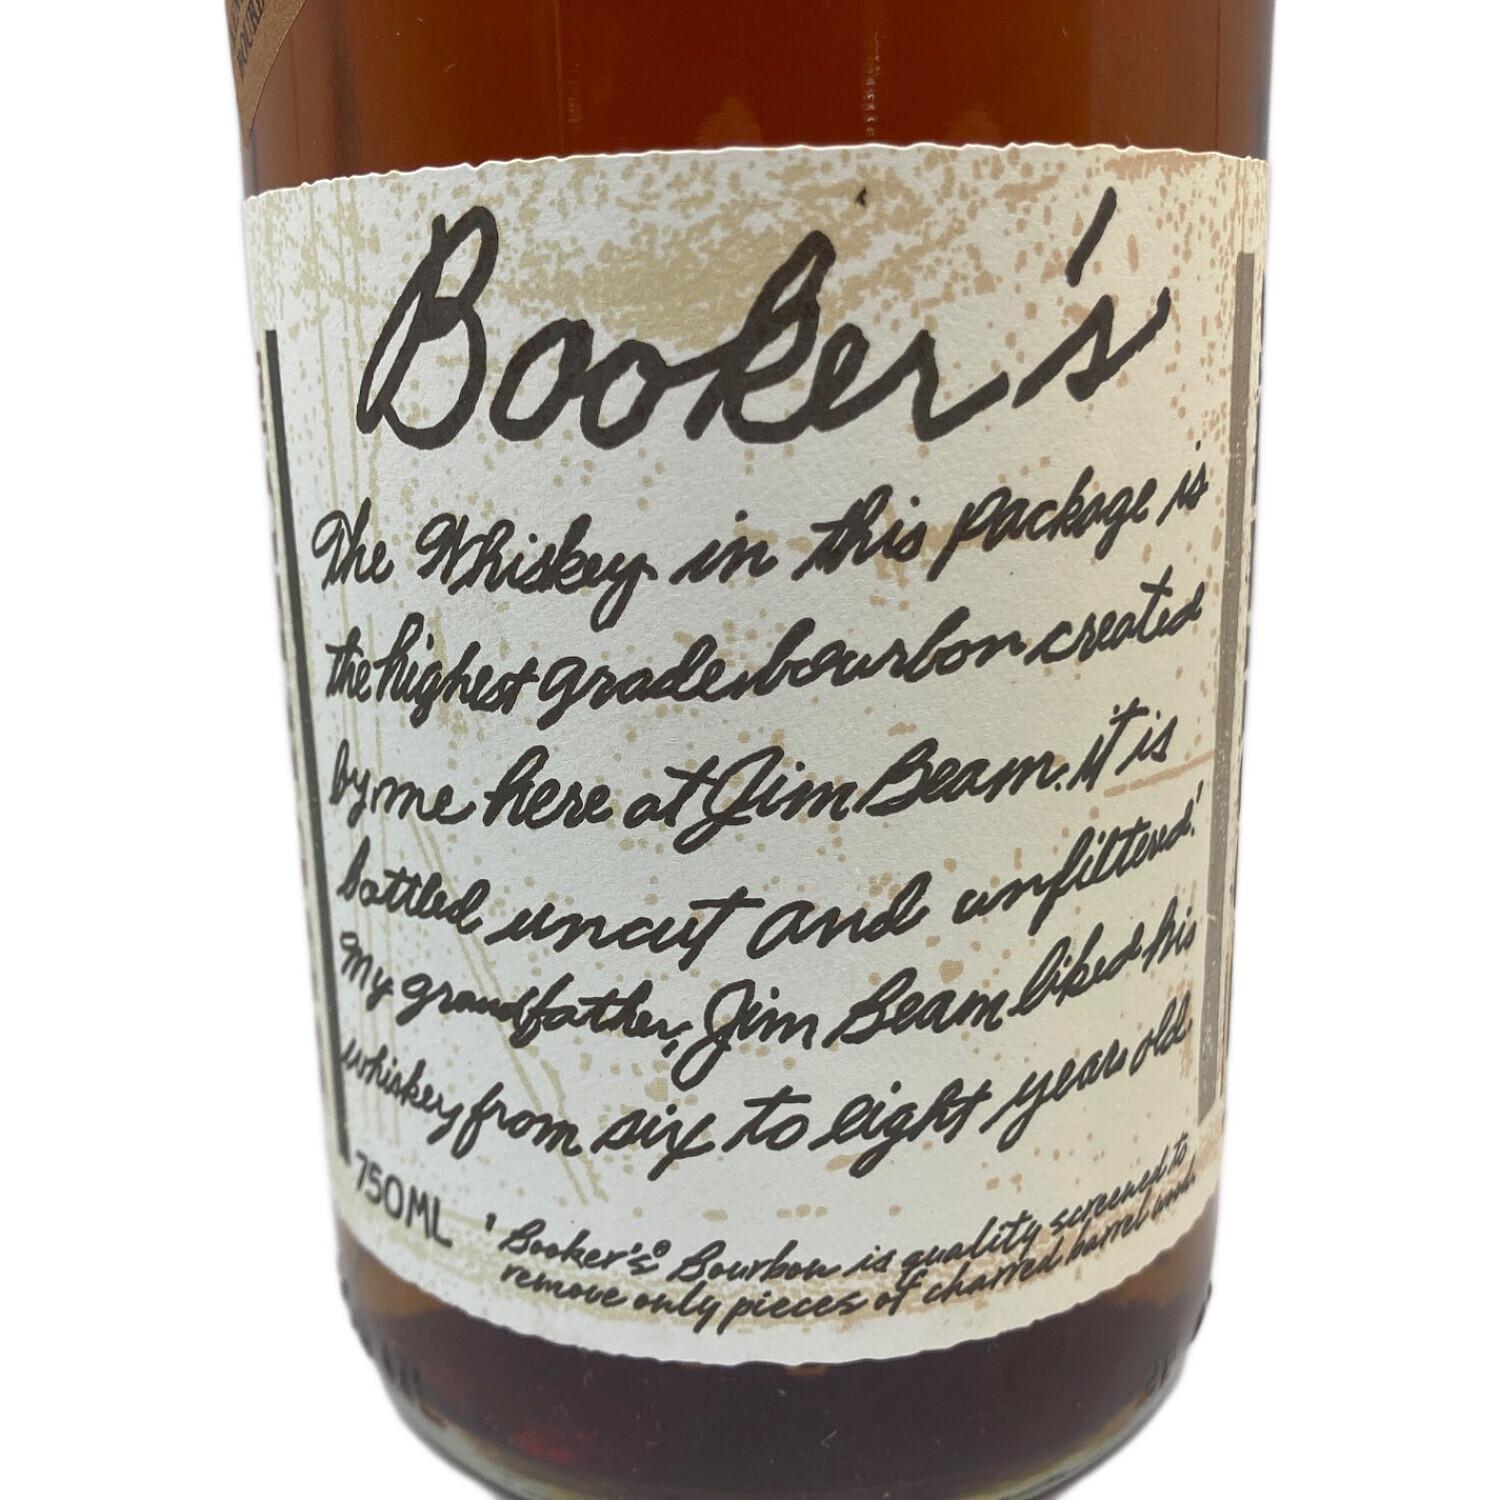 Booker's
The Whiskey in this package is
the highest grade bourbon created
by me here at Jim Beam. it is
bottled uncut and unfiltered.'
My grandfather, Jim Beam liked his
whiskey from six to eight years old
750ML
' Booker's® Bourbon is quality screened to
remove only pieces of charred barrel wood.